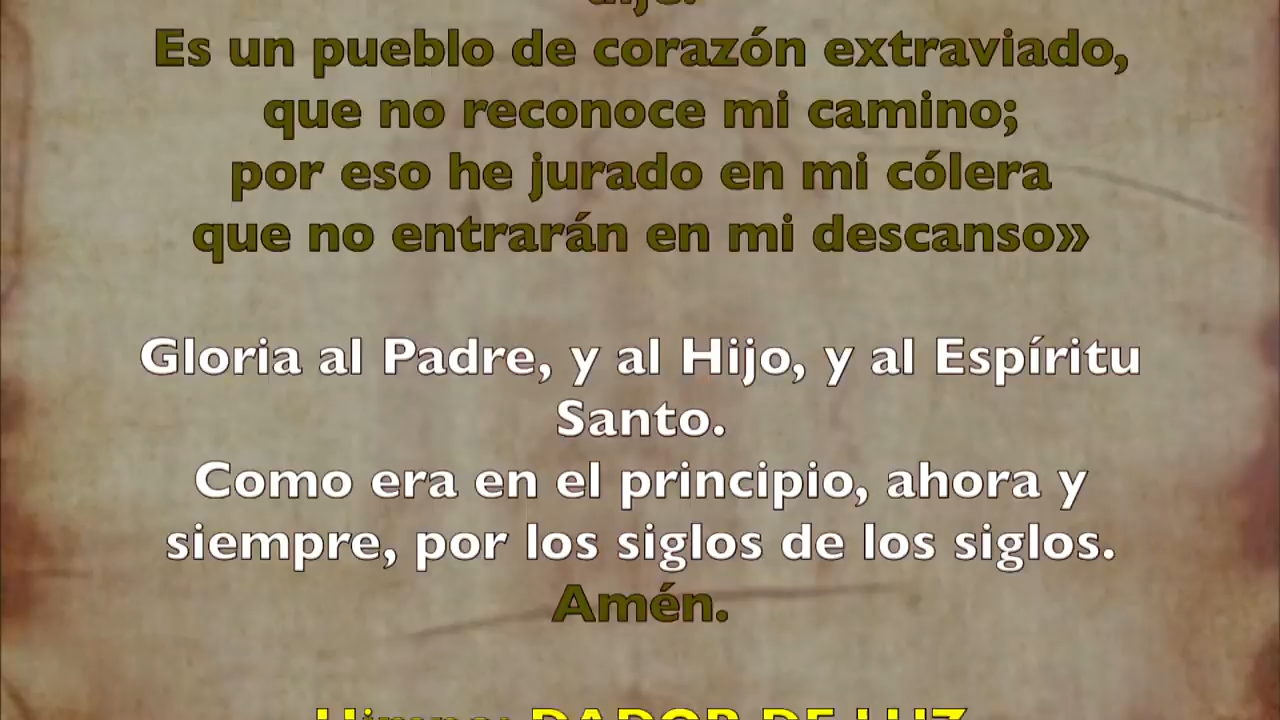 dije:
Es un pueblo de corazón extraviado,
que no reconoce mi camino;
por eso he jurado en mi cólera
que no entrarán en mi descanso»
Gloria al Padre, y al Hijo, y al Espíritu
Santo.
Como era en el principio, ahora y
siempre, por los siglos de los siglos.
Amén.
Himno: DADOR DE LUZ